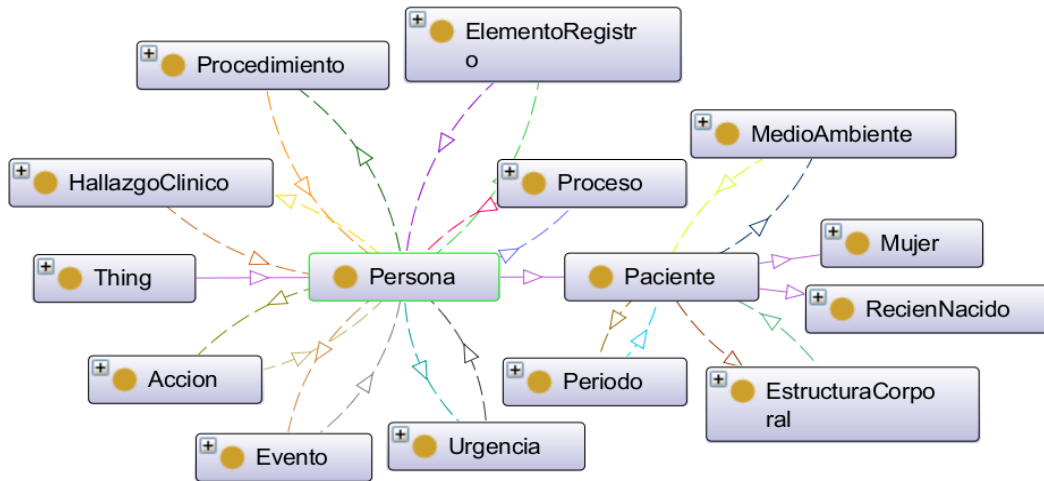 ElementoRegistr
o
Procedimiento
MedioAmbiente
HallazgoClinico
Proceso
Mujer
Thing
Persona
Paciente
RecienNacido
Accion
Periodo
EstructuraCorpo
ral
Evento
Urgencia